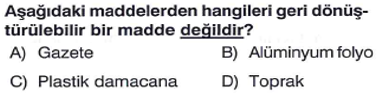 Aşağıdaki maddelerden hangileri geri dönüş-
türülebilir bir madde değildir?
A) Gazete B) Alüminyum folyo
C) Plastik damacana D) Toprak